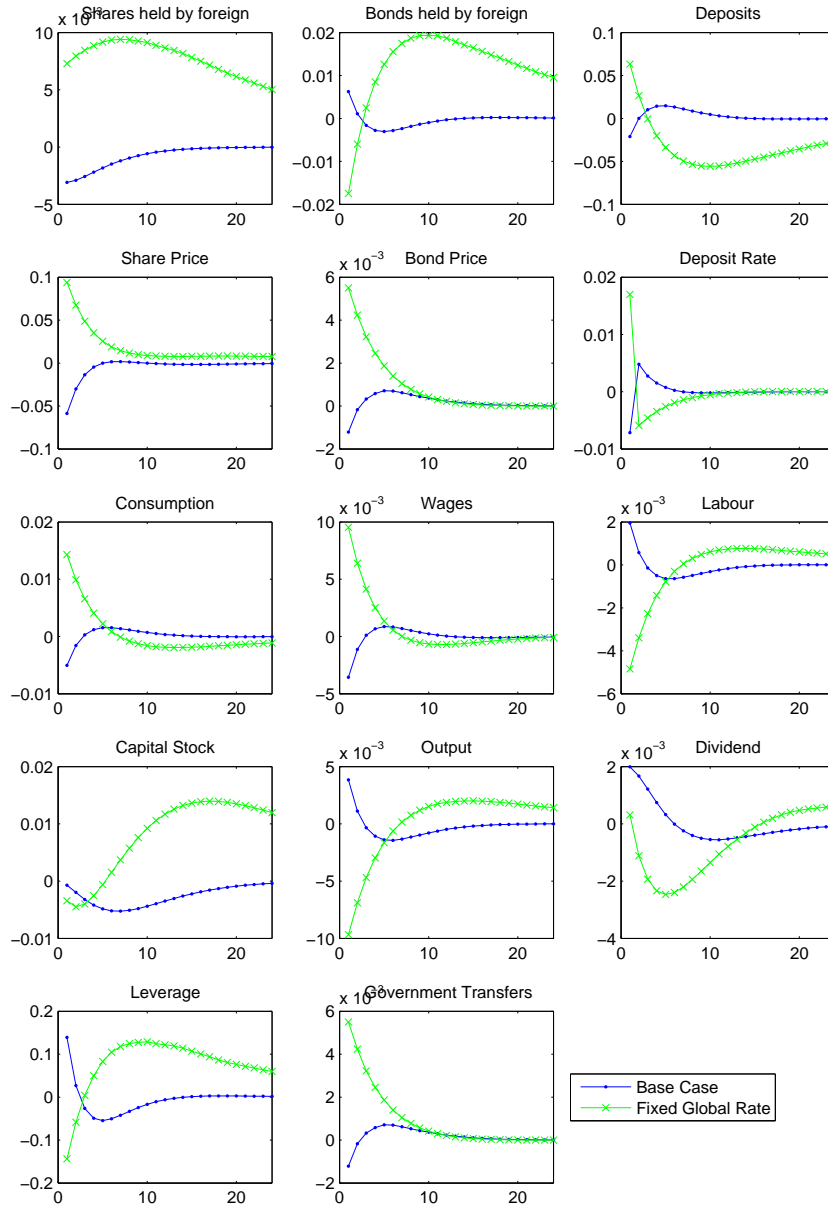 Shares held by foreign
x 10⁻³
10
5
0
−5
0 10 20
Bonds held by foreign
0.02
0.01
0
−0.01
−0.02
0 10 20
Deposits
0.1
0.05
0
−0.05
−0.1
0 10 20
Share Price
0.1
0.05
0
−0.05
−0.1
0 10 20
Bond Price
x 10⁻³
6
4
2
0
−2
0 10 20
Deposit Rate
0.02
0.01
0
−0.01
0 10 20
Consumption
0.02
0.01
0
−0.01
0 10 20
Wages
x 10⁻³
10
5
0
−5
0 10 20
Labour
x 10⁻³
2
0
−2
−4
−6
0 10 20
Capital Stock
0.02
0.01
0
−0.01
0 10 20
Output
x 10⁻³
5
0
−5
−10
0 10 20
Dividend
x 10⁻³
2
0
−2
−4
0 10 20
Leverage
0.2
0.1
0
−0.1
−0.2
0 10 20
Government Transfers
x 10⁻³
6
4
2
0
−2
0 10 20
Base Case
Fixed Global Rate